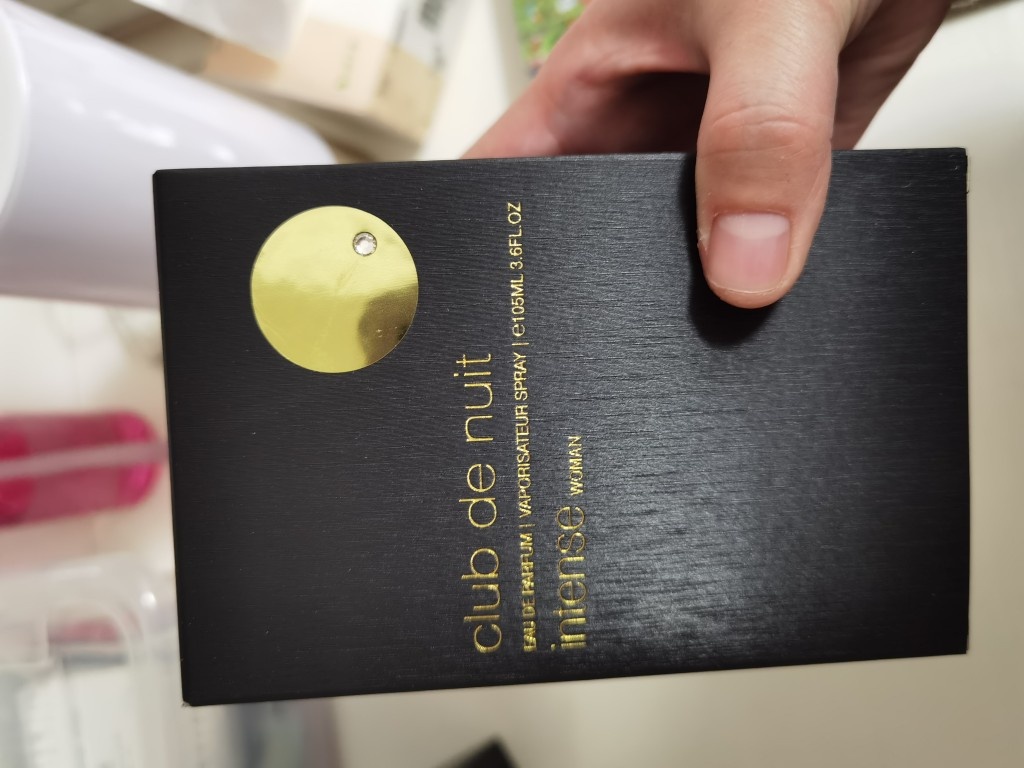 club de nuit
EAU DE PARFUM | VAPORISATEUR SPRAY | e105ML 3.6FL.OZ
intense WOMAN